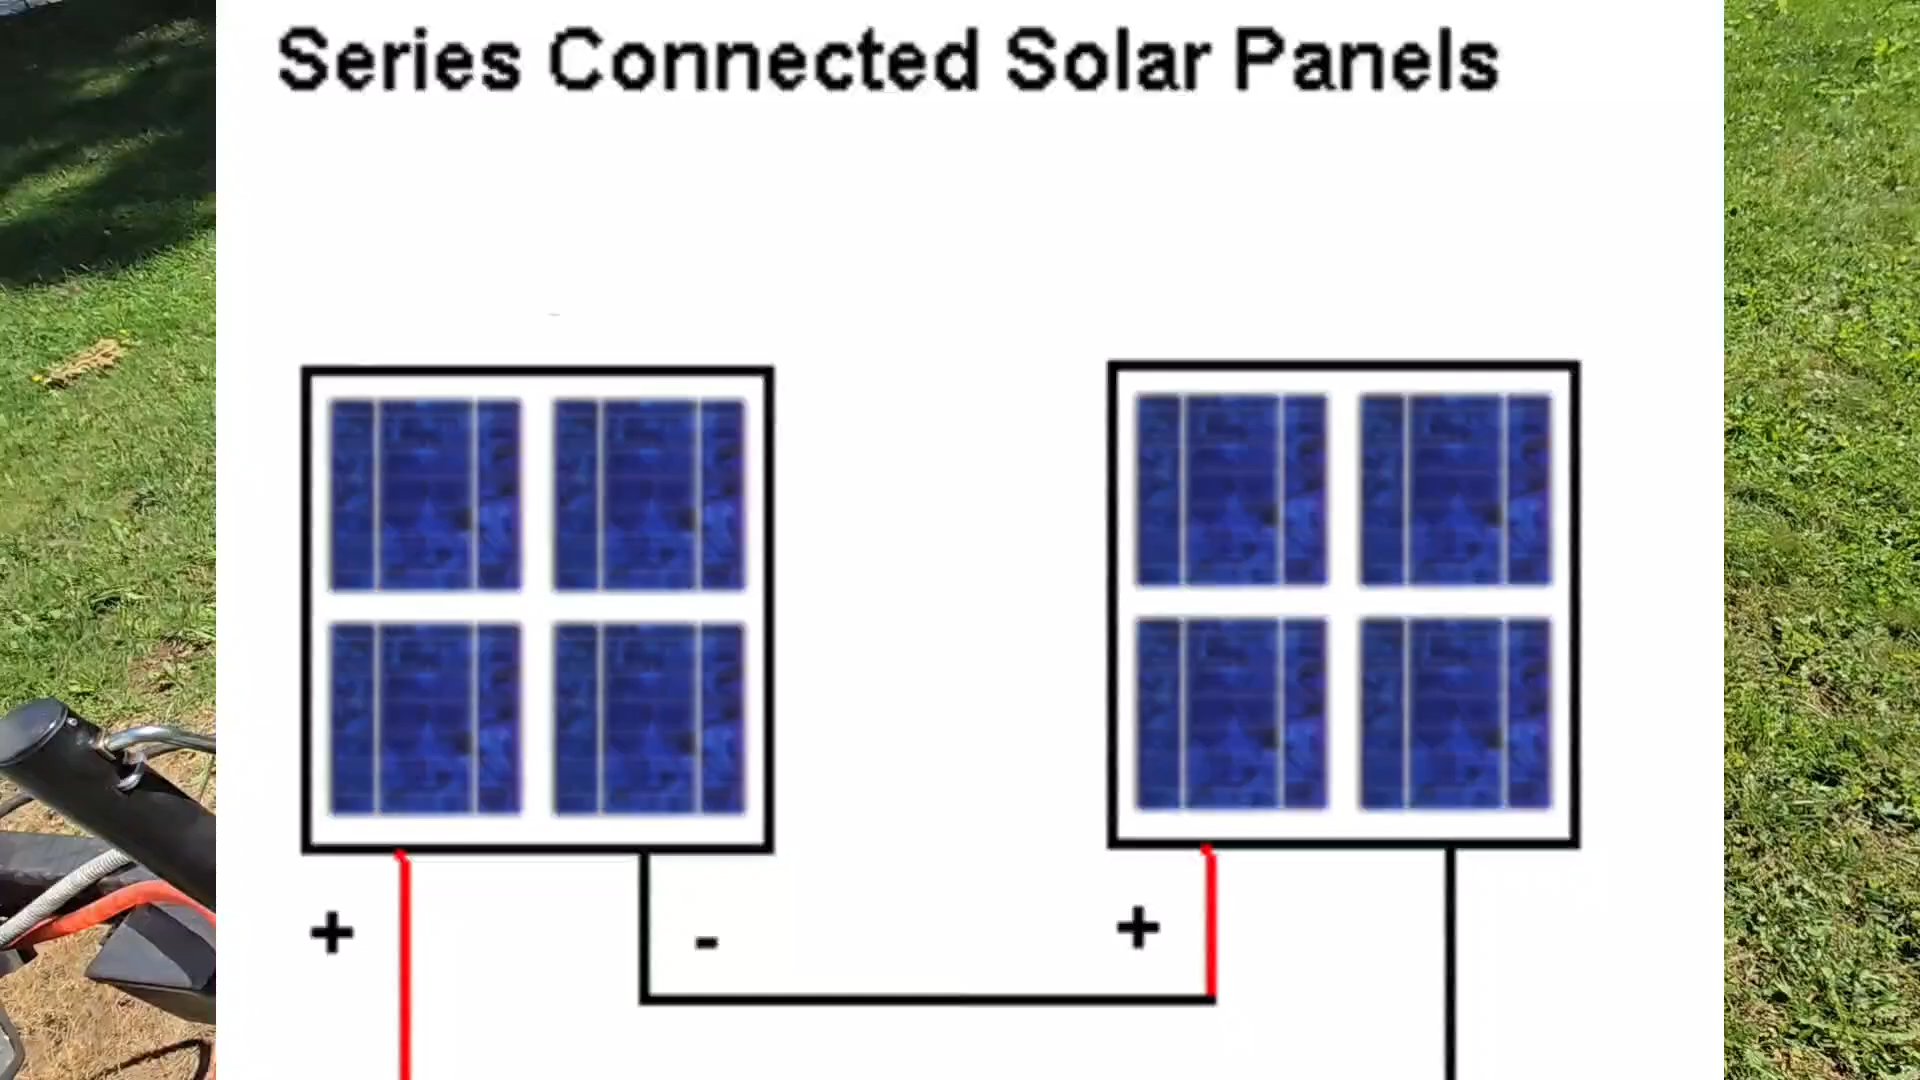 Series Connected Solar Panels
+
-
+